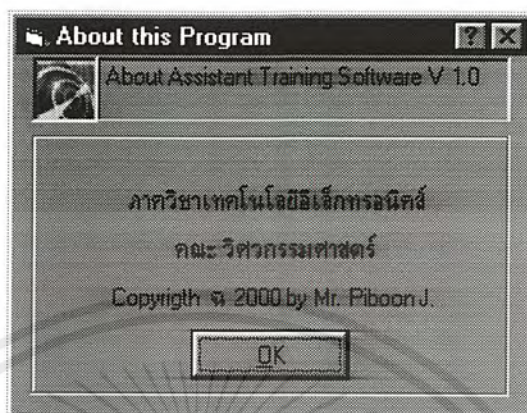 About this Program
About Assistant Training Software V 1.0
ภาควิชาเทคโนโลยีอิเล็กทรอนิคส์
คณะ วิศวกรรมศาสตร์
Copyrigth ฉ 2000 by Mr. Piboon J.
OK